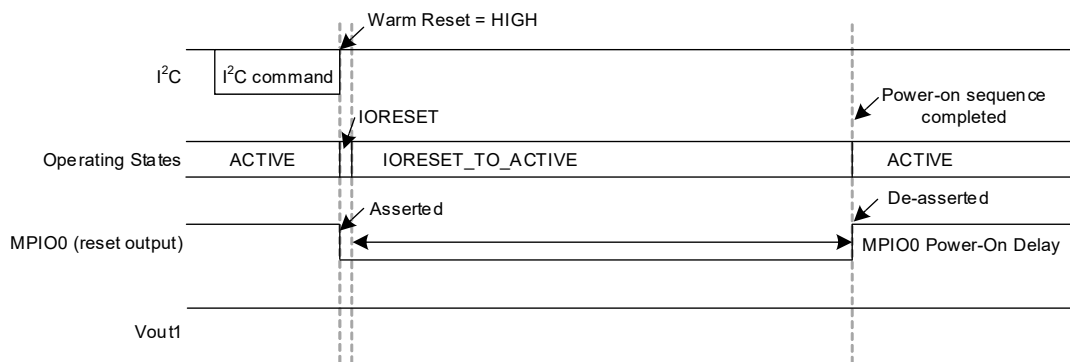 Warm Reset = HIGH
I²C
I²C command
Power-on sequence
completed
IORESET
Operating States
ACTIVE
IORESET_TO_ACTIVE
ACTIVE
De-asserted
Asserted
MPIO0 (reset output)
MPIO0 Power-On Delay
Vout1